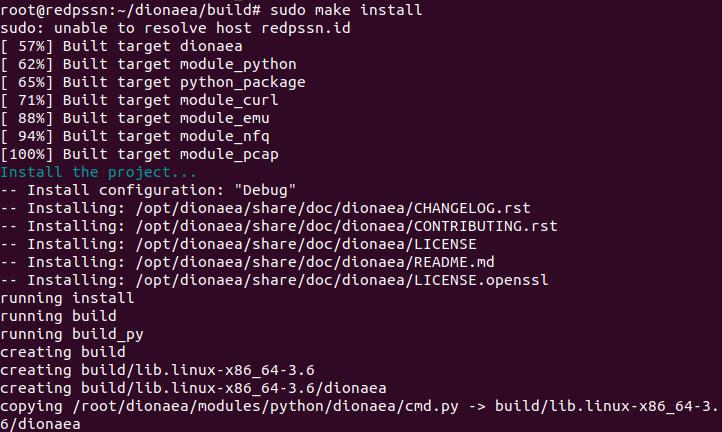 root@redpssn:~/dionaea/build# sudo make install
sudo: unable to resolve host redpssn.id
[ 57%] Built target dionaea
[ 62%] Built target module_python
[ 65%] Built target python_package
[ 71%] Built target module_curl
[ 88%] Built target module_emu
[ 94%] Built target module_nfq
[100%] Built target module_pcap
Install the project...
-- Install configuration: "Debug"
-- Installing: /opt/dionaea/share/doc/dionaea/CHANGELOG.rst
-- Installing: /opt/dionaea/share/doc/dionaea/CONTRIBUTING.rst
-- Installing: /opt/dionaea/share/doc/dionaea/LICENSE
-- Installing: /opt/dionaea/share/doc/dionaea/README.md
-- Installing: /opt/dionaea/share/doc/dionaea/LICENSE.openssl
running install
running build
running build_py
creating build
creating build/lib.linux-x86_64-3.6
creating build/lib.linux-x86_64-3.6/dionaea
copying /root/dionaea/modules/python/dionaea/cmd.py -> build/lib.linux-x86_64-3.
6/dionaea